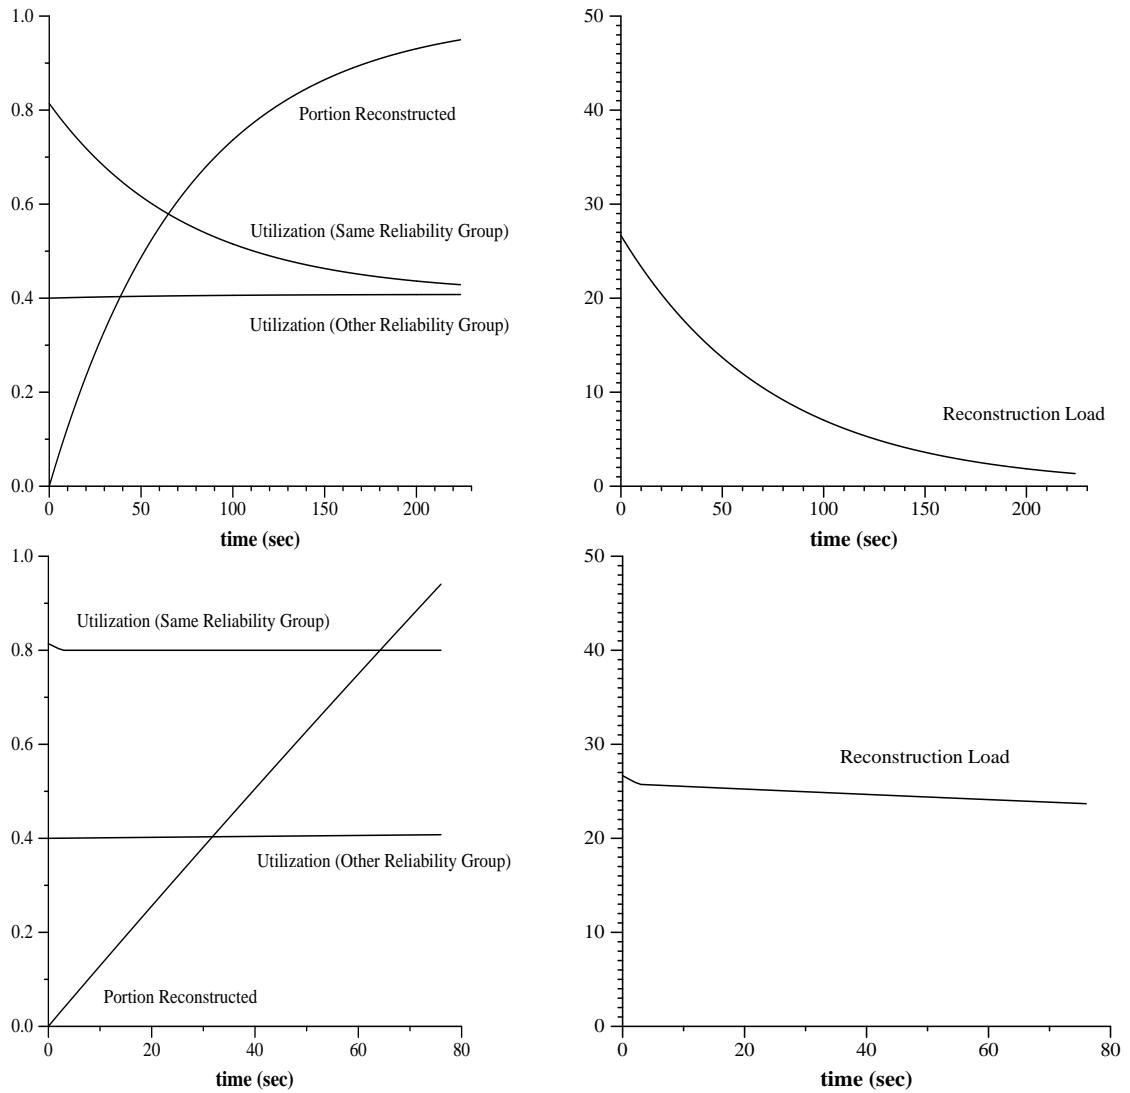 1.0
0.8
0.6
0.4
0.2
0.0
Portion Reconstructed
Utilization (Same Reliability Group)
Utilization (Other Reliability Group)
0 50 100 150 200
time (sec)
50
40
30
20
10
0
Reconstruction Load
0 50 100 150 200
time (sec)
1.0
0.8
0.6
0.4
0.2
0.0
Utilization (Same Reliability Group)
Utilization (Other Reliability Group)
Portion Reconstructed
0 20 40 60 80
time (sec)
50
40
30
20
10
0
Reconstruction Load
0 20 40 60 80
time (sec)